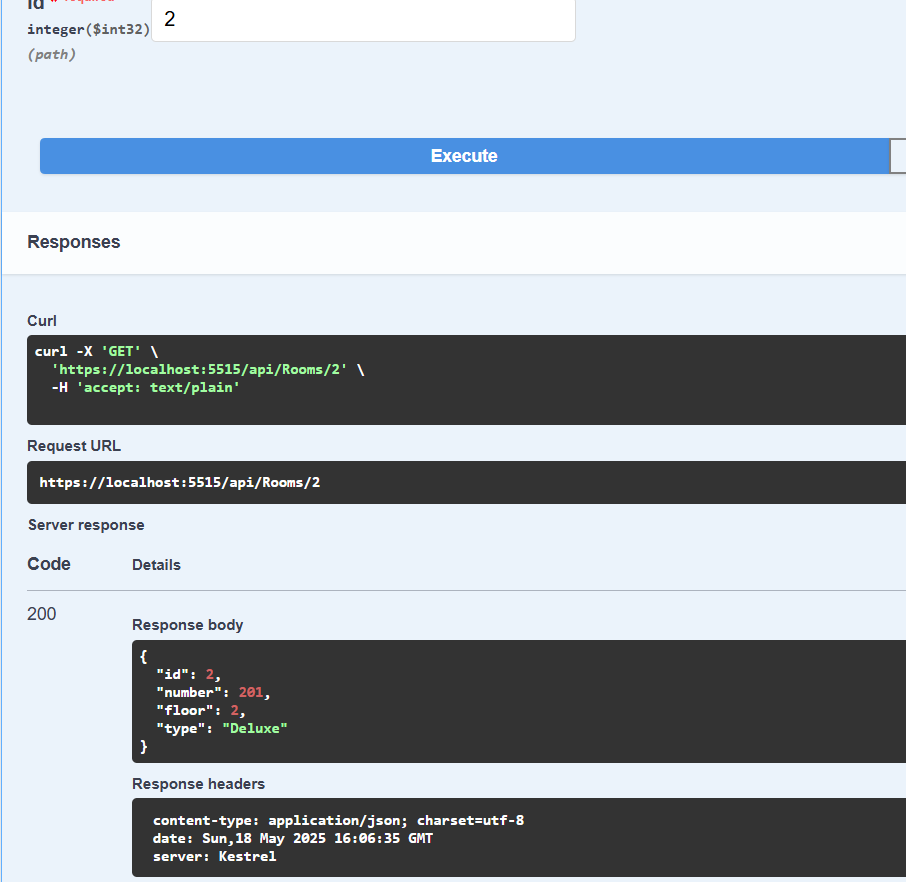 id * required
integer($int32)
2
(path)
Execute
Responses
Curl
curl -X 'GET' \
'https://localhost:5515/api/Rooms/2' \
-H 'accept: text/plain'
Request URL
https://localhost:5515/api/Rooms/2
Server response
Code Details
200
Response body
{
"id": 2,
"number": 201,
"floor": 2,
"type": "Deluxe"
}
Response headers
content-type: application/json; charset=utf-8
date: Sun,18 May 2025 16:06:35 GMT
server: Kestrel